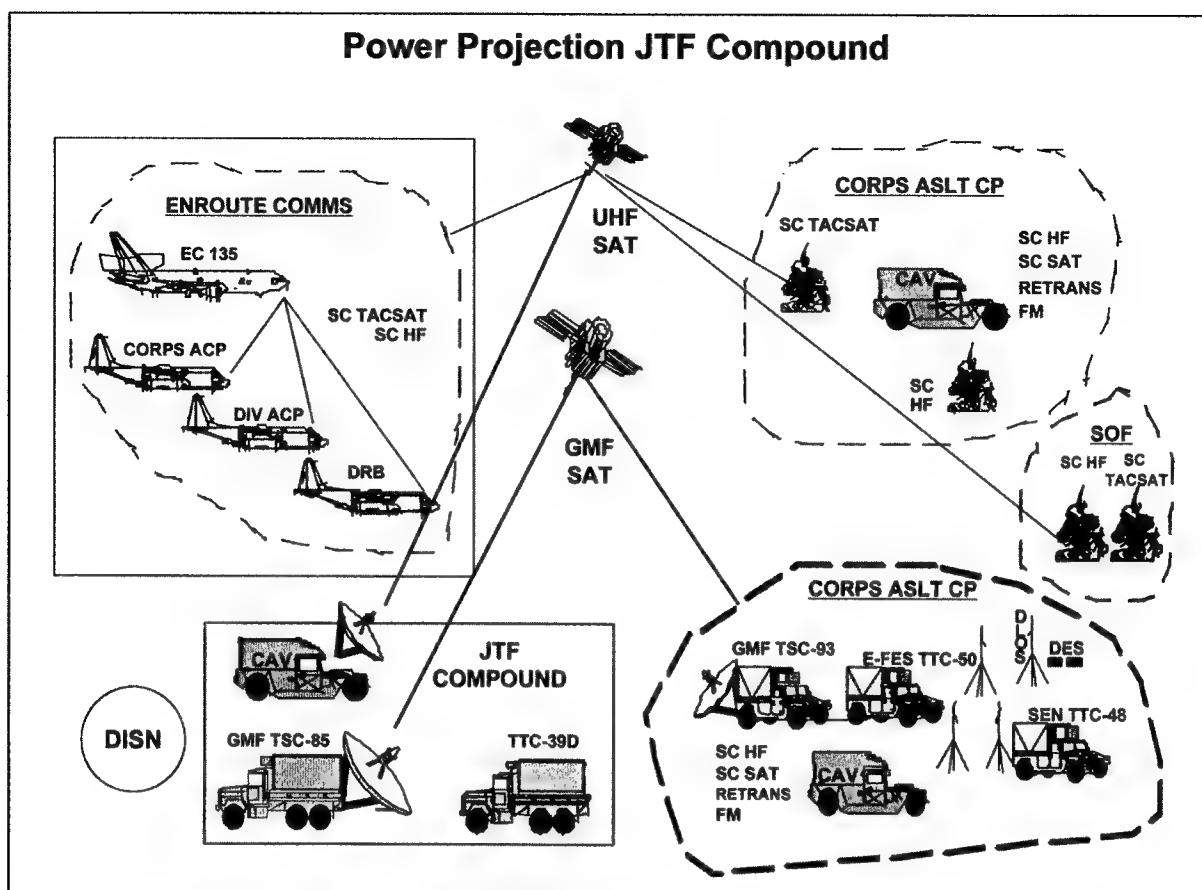 Power Projection JTF Compound
ENROUTE COMMS
EC 135
SC TACSAT
SC HF
CORPS ACP
DIV ACP
DRB
UHF
SAT
GMF
SAT
CORPS ASLT CP
SC TACSAT
SC HF
SC SAT
RETRANS
FM
CAV
SC
HF
SOF
SC HF
SC
TACSAT
CAV
JTF
COMPOUND
DISN
GMF TSC-85
TTC-39D
CORPS ASLT CP
GMF TSC-93
E-FES TTC-50
DLOS
DES
SEN TTC-48
SC HF
SC SAT
RETRANS
FM
CAV